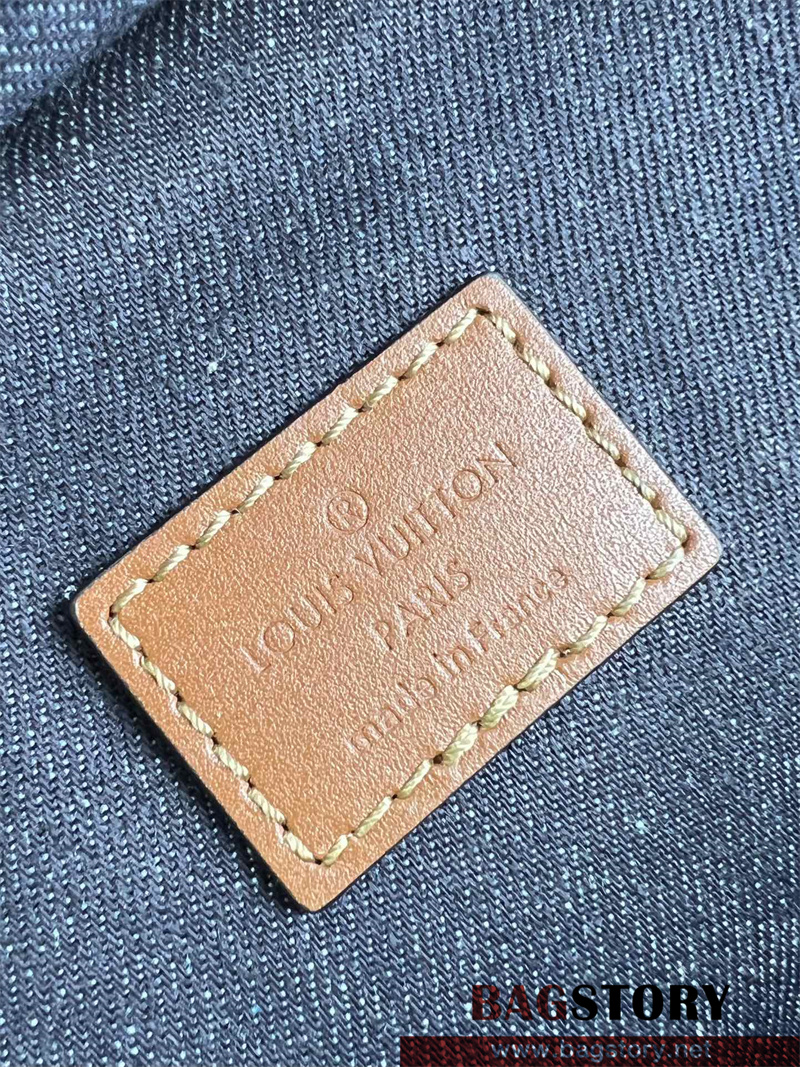 ®
LOUIS VUITTON
PARIS
made in France
BAGSTORY
www.bagstory.net